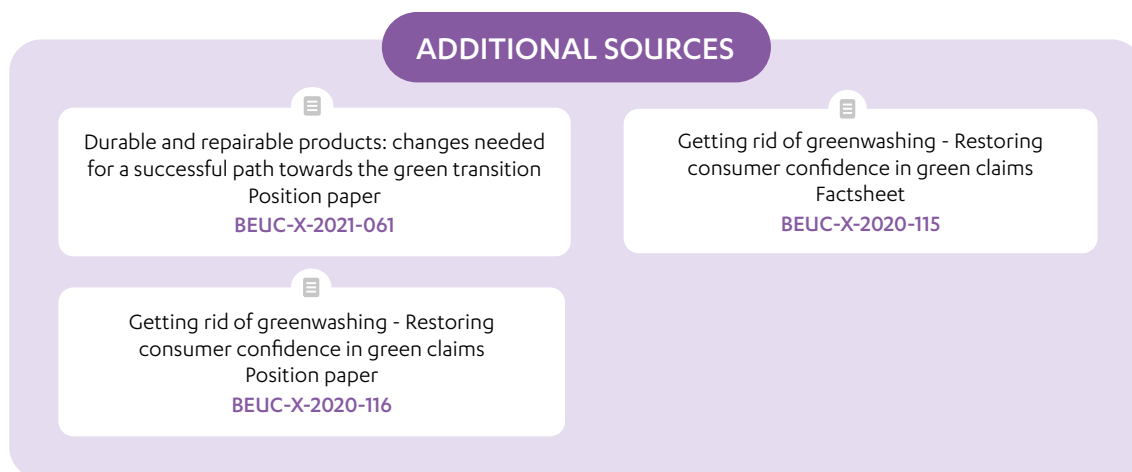 ADDITIONAL SOURCES
Durable and repairable products: changes needed
for a successful path towards the green transition
Position paper
BEUC-X-2021-061
Getting rid of greenwashing - Restoring
consumer confidence in green claims
Factsheet
BEUC-X-2020-115
Getting rid of greenwashing - Restoring
consumer confidence in green claims
Position paper
BEUC-X-2020-116